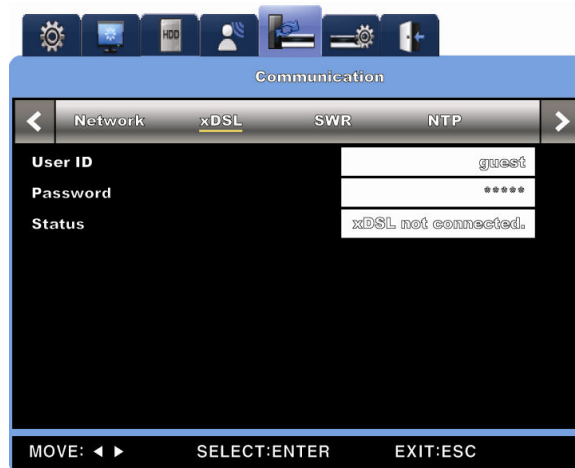 HDD
Communication
Network xDSL SWR NTP
User ID guest
Password *****
Status xDSL not connected.
MOVE: ◀ ▶ SELECT:ENTER EXIT:ESC